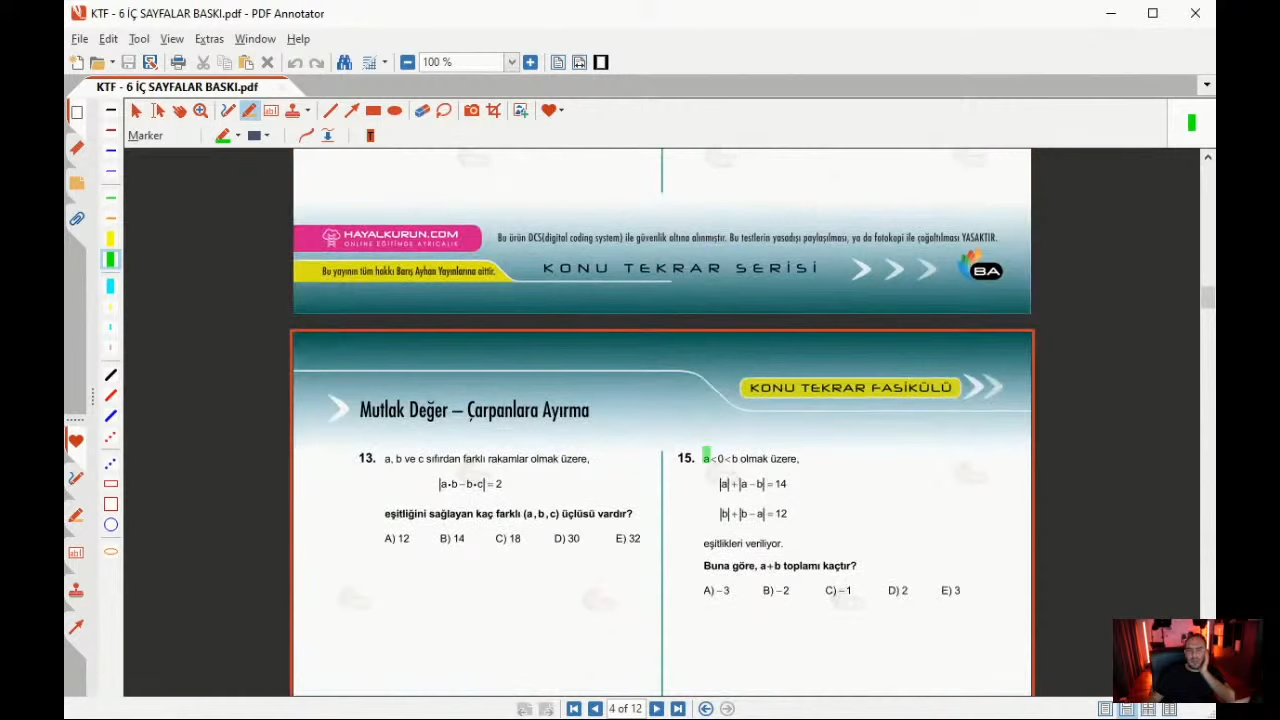 KTF - 6 İÇ SAYFALAR BASKI.pdf - PDF Annotator
File Edit Tool View Extras Window Help
100 %
KTF - 6 İÇ SAYFALAR BASKI.pdf
Marker
HAYALKURUN.COM
ONLINE EĞİTİMDE AYRICALIK
Bu ürün DCS(digital coding system) ile güvenlik altına alınmıştır. Bu testlerin yasadışı paylaşılması, ya da fotokopi ile çoğaltılması YASAKTIR.
Bu yayının tüm hakkı Barış Ayhan Yayınlarına aittir.
KONU TEKRAR SERİSİ
BA
KONU TEKRAR FASİKÜLÜ
Mutlak Değer – Çarpanlara Ayırma
13. a, b ve c sıfırdan farklı rakamlar olmak üzere,
|a•b – b•c| = 2
eşitliğini sağlayan kaç farklı (a, b, c) üçlüsü vardır?
A) 12 B) 14 C) 18 D) 30 E) 32
15. a < 0 < b olmak üzere,
|a| + |a – b| = 14
|b| + |b – a| = 12
eşitlikleri veriliyor.
Buna göre, a + b toplamı kaçtır?
A) – 3 B) – 2 C) – 1 D) 2 E) 3
4 of 12